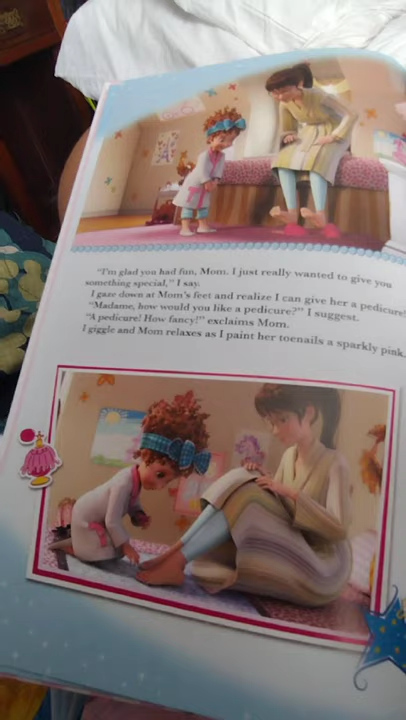 "I'm glad you had fun, Mom. I just really wanted to give you
something special," I say.
I gaze down at Mom's feet and realize I can give her a pedicure!
"Madame, how would you like a pedicure?" I suggest.
"A pedicure! How fancy!" exclaims Mom.
I giggle and Mom relaxes as I paint her toenails a sparkly pink.